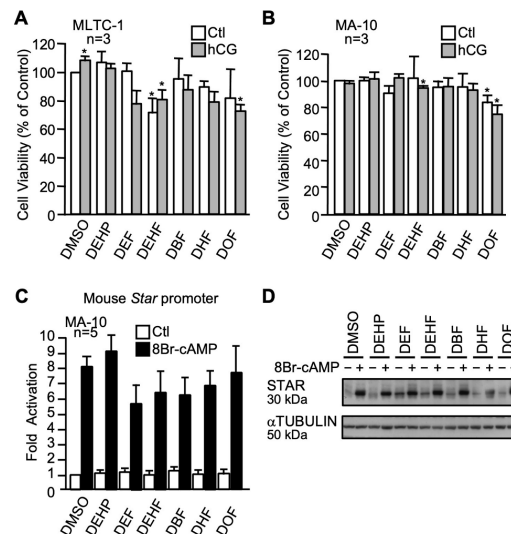 A
MLTC-1
n=3
Ctl
hCG
Cell Viability (% of Control)
120
100
80
60
40
20
0
*
* *
*
DMSO
DEHP
DEF
DEHF
DBF
DHF
DOF
B
MA-10
n=3
Ctl
hCG
Cell Viability (% of Control)
120
100
80
60
40
20
0
*
* *
DMSO
DEHP
DEF
DEHF
DBF
DHF
DOF
C
Mouse Star promoter
MA-10
n=5
Ctl
8Br-cAMP
Fold Activation
10
9
8
7
6
5
4
3
2
1
0
DMSO
DEHP
DEF
DEHF
DBF
DHF
DOF
D
DMSO
DEHP
DEF
DEHF
DBF
DHF
DOF
8Br-cAMP – + – + – + – + – + – + –
STAR
30 kDa
αTUBULIN
50 kDa